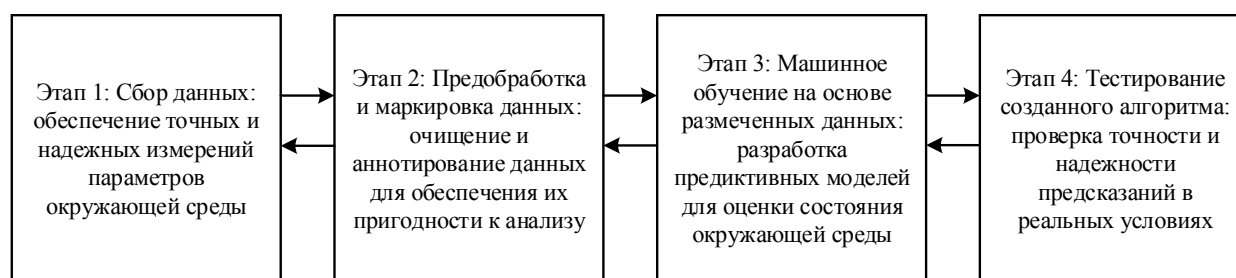 Этап 1: Сбор данных:
обеспечение точных и
надежных измерений
параметров
окружающей среды
Этап 2: Предобработка
и маркировка данных:
очищение и
аннотирование данных
для обеспечения их
пригодности к анализу
Этап 3: Машинное
обучение на основе
размеченных данных:
разработка
предиктивных моделей
для оценки состояния
окружающей среды
Этап 4: Тестирование
созданного алгоритма:
проверка точности и
надежности
предсказаний в
реальных условиях